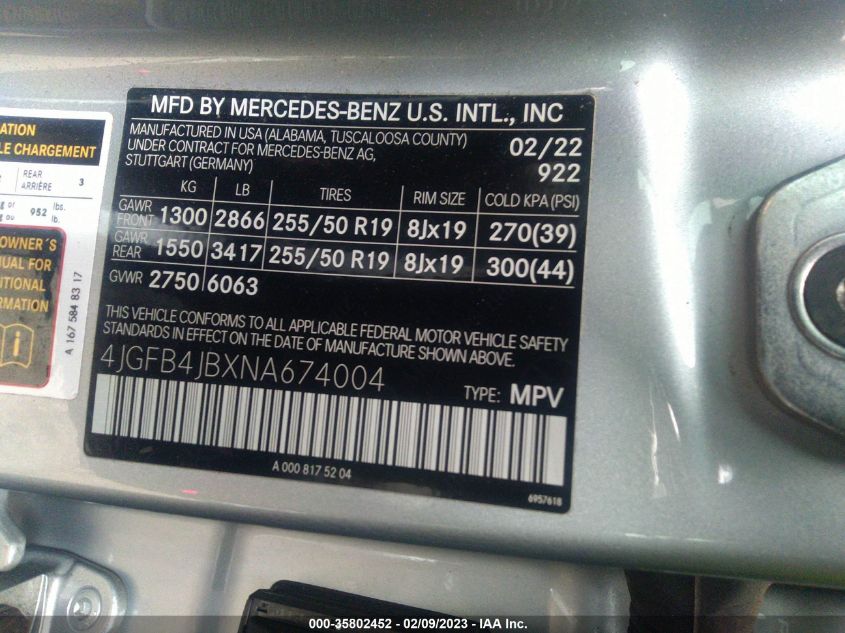 MFD BY MERCEDES-BENZ U.S. INTL., INC
MANUFACTURED IN USA (ALABAMA, TUSCALOOSA COUNTY)
UNDER CONTRACT FOR MERCEDES-BENZ AG,
STUTTGART (GERMANY)
02/22
922
KG LB TIRES RIM SIZE COLD KPA (PSI)
GAWR FRONT 1300 2866 255/50 R19 8Jx19 270(39)
GAWR REAR 1550 3417 255/50 R19 8Jx19 300(44)
GVWR 2750 6063
THIS VEHICLE CONFORMS TO ALL APPLICABLE FEDERAL MOTOR VEHICLE SAFETY
STANDARDS IN EFFECT ON THE DATE OF MANUFACTURE SHOWN ABOVE.
4JGFB4JBXNA674004
TYPE: MPV
A 000 817 52 04
6957618
CHARGEMENT
REAR
ARRIÈRE 3
or
ou 952 lbs.
lb.
OWNER´S
FOR
A 167 584 83 17
000-35802452 - 02/09/2023 - IAA Inc.